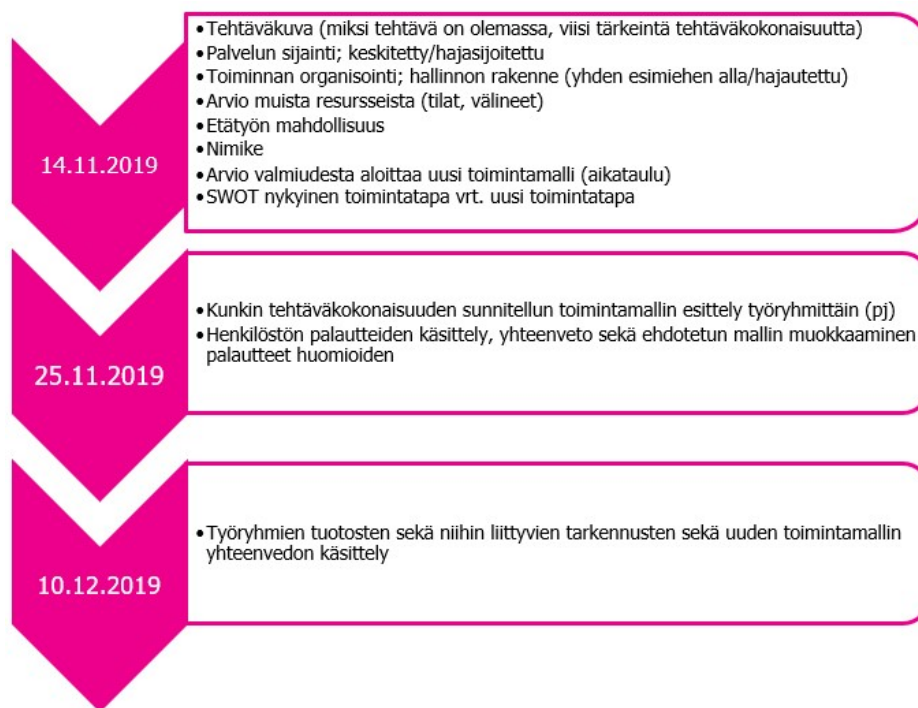 14.11.2019
•Tehtäväkuva (miksi tehtävä on olemassa, viisi tärkeintä tehtäväkokonaisuutta)
•Palvelun sijainti; keskitetty/hajasijoitettu
•Toiminnan organisointi; hallinnon rakenne (yhden esimiehen alla/hajautettu)
•Arvio muista resursseista (tilat, välineet)
•Etätyön mahdollisuus
•Nimike
•Arvio valmiudesta aloittaa uusi toimintamalli (aikataulu)
•SWOT nykyinen toimintatapa vrt. uusi toimintatapa
25.11.2019
•Kunkin tehtäväkokonaisuuden sunnitellun toimintamallin esittely työryhmittäin (pj)
•Henkilöstön palautteiden käsittely, yhteenveto sekä ehdotetun mallin muokkaaminen
palautteet huomioiden
10.12.2019
•Työryhmien tuotosten sekä niihin liittyvien tarkennusten sekä uuden toimintamallin
yhteenvedon käsittely